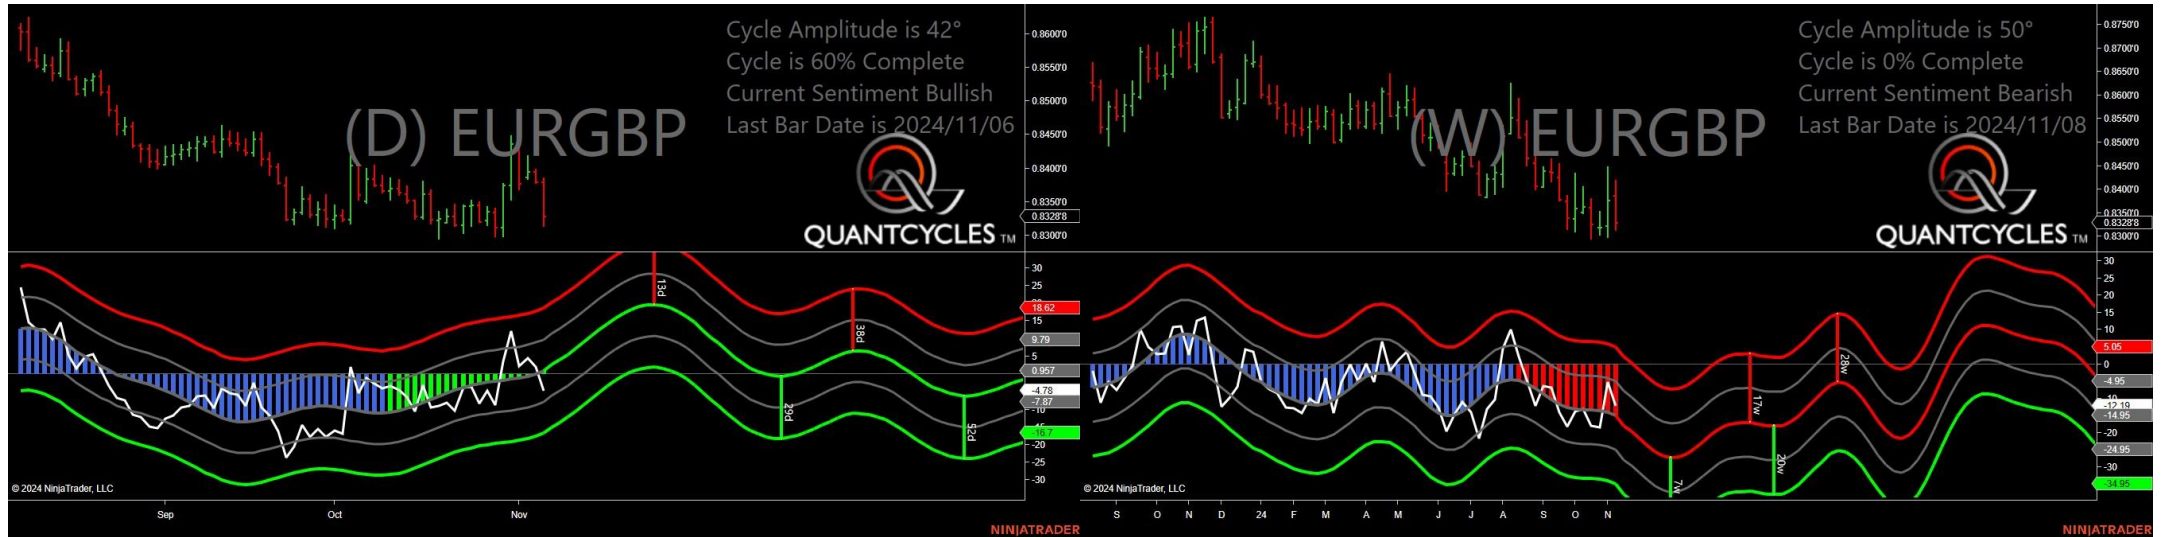 Cycle Amplitude is 42°
Cycle is 60% Complete
Current Sentiment Bullish
Last Bar Date is 2024/11/06
(D) EURGBP
QUANTCYCLES TM
0.8600'0
0.8550'0
0.8500'0
0.8450'0
0.8400'0
0.8350'0
0.8328'8
0.8300'0
13d
38d
29d
52d
30
25
18.62
15
9.79
5
0.957
-4.78
-7.87
-10
-16.7
-20
-25
-30
© 2024 NinjaTrader, LLC
Sep
Oct
Nov
NINJATRADER
Cycle Amplitude is 50°
Cycle is 0% Complete
Current Sentiment Bearish
Last Bar Date is 2024/11/08
(W) EURGBP
QUANTCYCLES TM
0.8750'0
0.8700'0
0.8650'0
0.8600'0
0.8550'0
0.8500'0
0.8450'0
0.8400'0
0.8350'0
0.8328'8
0.8300'0
17w
28w
20w
7w
30
25
20
15
10
5.05
0
-4.95
-12.19
-14.95
-20
-24.95
-30
-34.95
© 2024 NinjaTrader, LLC
S O N D 24 F M A M J J A S O N
NINJATRADER